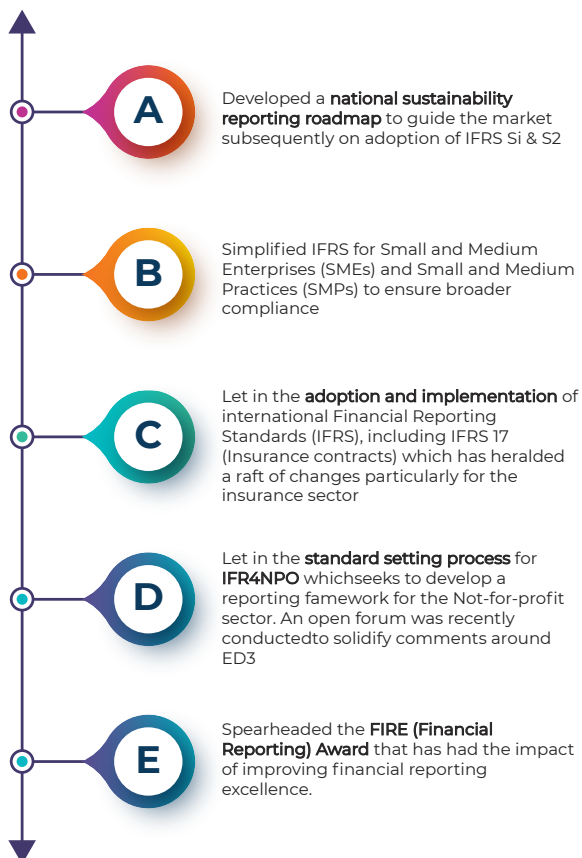 A
Developed a national sustainability
reporting roadmap to guide the market
subsequently on adoption of IFRS Si & S2
B
Simplified IFRS for Small and Medium
Enterprises (SMEs) and Small and Medium
Practices (SMPs) to ensure broader
compliance
C
Let in the adoption and implementation of
international Financial Reporting
Standards (IFRS), including IFRS 17
(Insurance contracts) which has heralded
a raft of changes particularly for the
insurance sector
D
Let in the standard setting process for
IFR4NPO whichseeks to develop a
reporting famework for the Not-for-profit
sector. An open forum was recently
conductedto solidify comments around
ED3
E
Spearheaded the FIRE (Financial
Reporting) Award that has had the impact
of improving financial reporting
excellence.